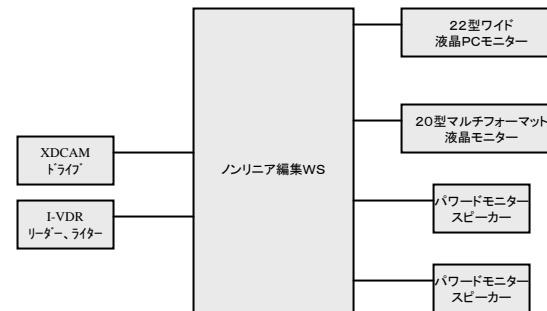 22型ワイド
液晶PCモニター
20型マルチフォーマット
液晶モニター
XDCAM
ﾄﾞﾗｲﾌﾞ
ノンリニア編集WS
I-VDR
ﾘｰﾀﾞｰ、ﾗｲﾀｰ
パワードモニター
スピーカー
パワードモニター
スピーカー